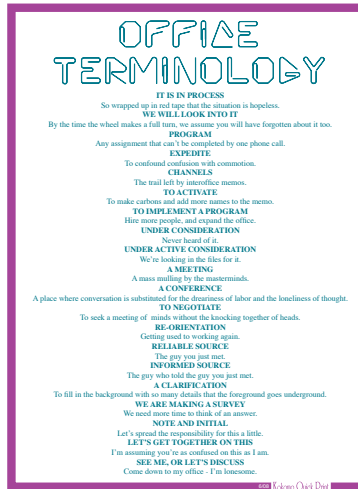 OFFICE
TERMINOLOGY
IT IS IN PROCESS
So wrapped up in red tape that the situation is hopeless.
WE WILL LOOK INTO IT
By the time the wheel makes a full turn, we assume you will have forgotten about it too.
PROGRAM
Any assignment that can't be completed by one phone call.
EXPEDITE
To confound confusion with commotion.
CHANNELS
The trail left by interoffice memos.
TO ACTIVATE
To make carbons and add more names to the memo.
TO IMPLEMENT A PROGRAM
Hire more people, and expand the office.
UNDER CONSIDERATION
Never heard of it.
UNDER ACTIVE CONSIDERATION
We're looking in the files for it.
A MEETING
A mass mulling by the masterminds.
A CONFERENCE
A place where conversation is substituted for the dreariness of labor and the loneliness of thought.
TO NEGOTIATE
To seek a meeting of minds without the knocking together of heads.
RE-ORIENTATION
Getting used to working again.
RELIABLE SOURCE
The guy you just met.
INFORMED SOURCE
The guy who told the guy you just met.
A CLARIFICATION
To fill in the background with so many details that the foreground goes underground.
WE ARE MAKING A SURVEY
We need more time to think of an answer.
NOTE AND INITIAL
Let's spread the responsibility for this a little.
LET'S GET TOGETHER ON THIS
I'm assuming you're as confused on this as I am.
SEE ME, OR LET'S DISCUSS
Come down to my office - I'm lonesome.
Kokomo Quick Print